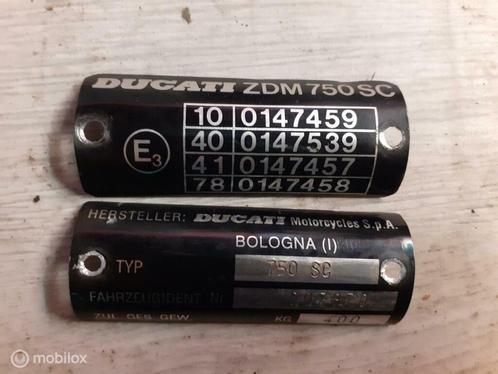 DUCATI ZDM 750 SC
10 0147459
40 0147539
41 0147457
78 0147458
E3
HERSTELLER: DUCATI Motorcycles S.p.A.
BOLOGNA (I)
TYP 750 SC
FAHRZEUGIDENT Nr
ZUL. GES. GEW. KG 400
mobilox